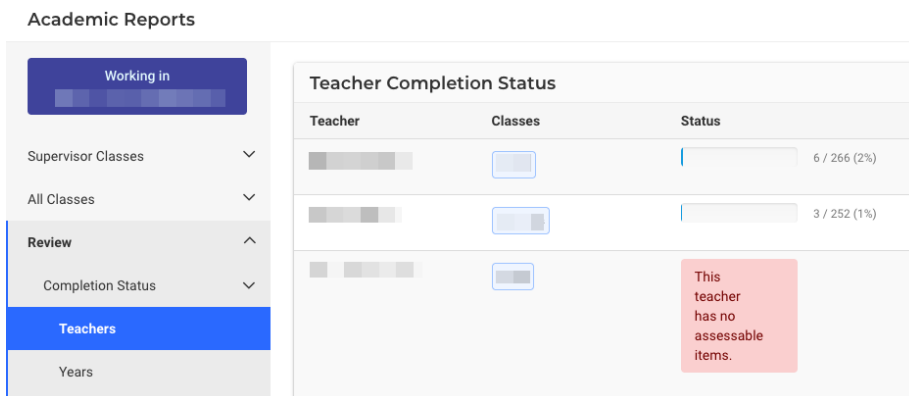 Academic Reports
Working in
Supervisor Classes
All Classes
Review
Completion Status
Teachers
Years
Teacher Completion Status
Teacher Classes Status
6 / 266 (2%)
3 / 252 (1%)
This
teacher
has no
assessable
items.